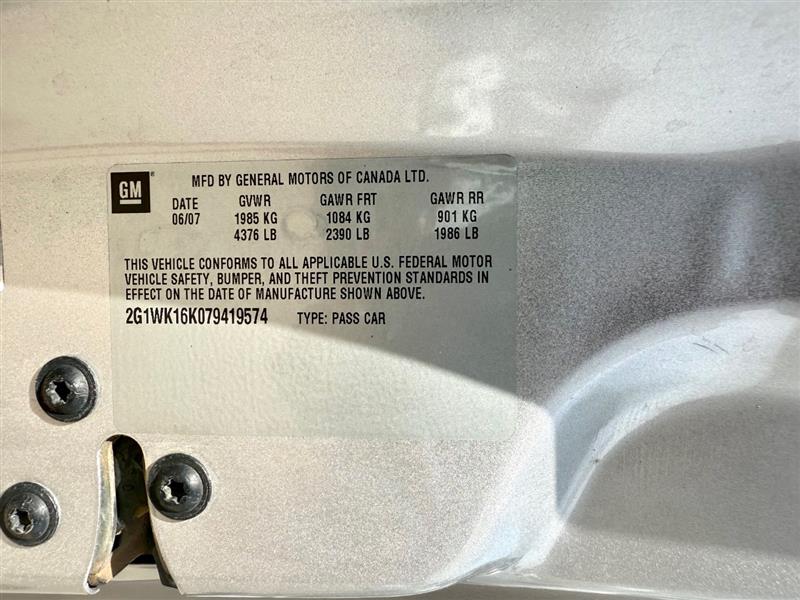 GM
MFD BY GENERAL MOTORS OF CANADA LTD.
DATE GVWR GAWR FRT GAWR RR
06/07 1985 KG 1084 KG 901 KG
4376 LB 2390 LB 1986 LB
THIS VEHICLE CONFORMS TO ALL APPLICABLE U.S. FEDERAL MOTOR
VEHICLE SAFETY, BUMPER, AND THEFT PREVENTION STANDARDS IN
EFFECT ON THE DATE OF MANUFACTURE SHOWN ABOVE.
2G1WK16K079419574 TYPE: PASS CAR